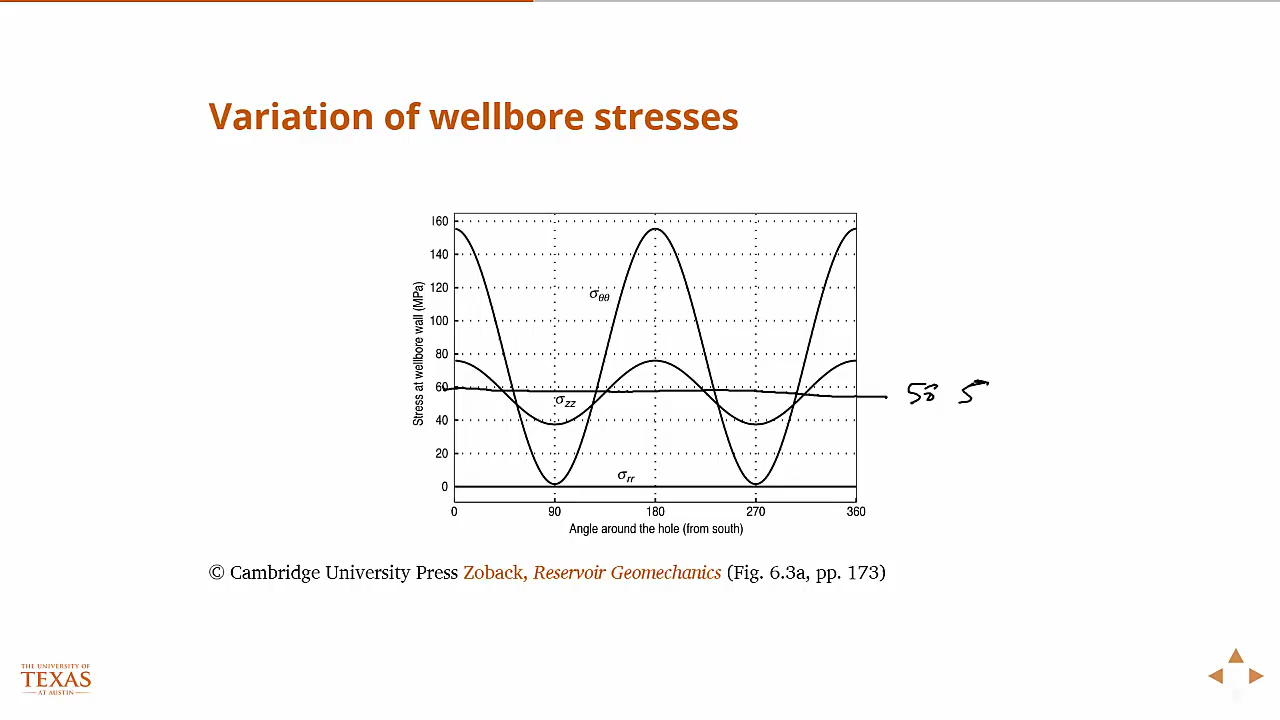 Variation of wellbore stresses
160
140
120
100
80
60
40
20
0
Stress at wellbore wall (MPa)
σθθ
σzz
σrr
0 90 180 270 360
Angle around the hole (from south)
© Cambridge University Press Zoback, Reservoir Geomechanics (Fig. 6.3a, pp. 173)
THE UNIVERSITY OF
TEXAS
AT AUSTIN